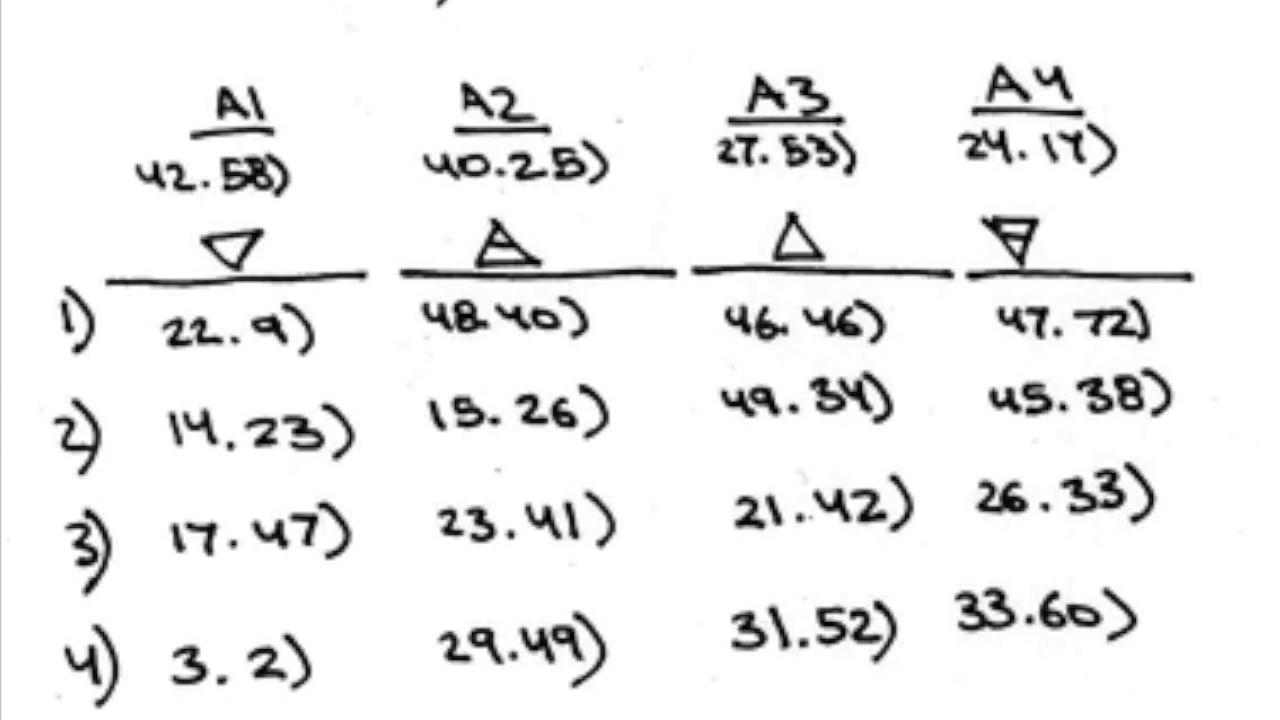 A1 A2 A3 A4
42.58) 40.25) 27.53) 24.17)
1) 22.9) 48.40) 46.46) 47.72)
2) 14.23) 15.26) 49.34) 45.38)
3) 17.47) 23.41) 21.42) 26.33)
4) 3.2) 29.49) 31.52) 33.60)